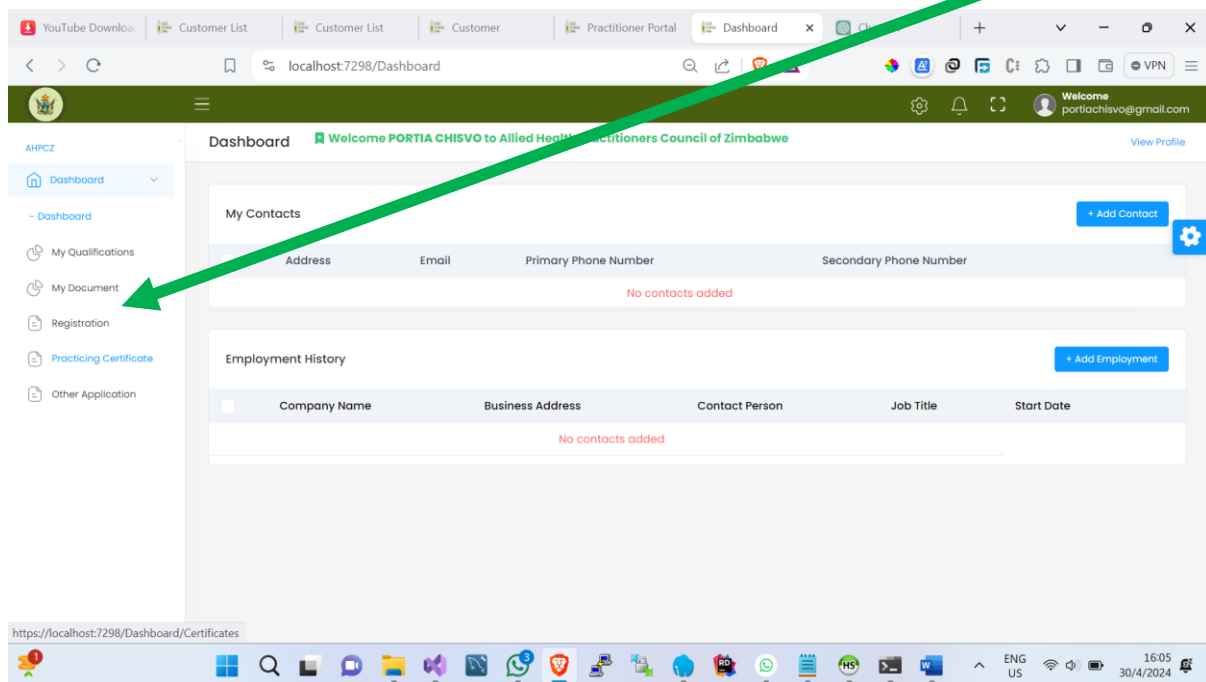 YouTube Downloa
Customer List
Customer List
Customer
Practitioner Portal
Dashboard
localhost:7298/Dashboard
VPN
Welcome
portiachisvo@gmail.com
AHPCZ
Dashboard
Welcome PORTIA CHISVO to Allied Health Practitioners Council of Zimbabwe
View Profile
Dashboard
- Dashboard
My Qualifications
My Document
Registration
Practicing Certificate
Other Application
My Contacts
+ Add Contact
Address Email Primary Phone Number Secondary Phone Number
No contacts added
Employment History
+ Add Employment
Company Name Business Address Contact Person Job Title Start Date
No contacts added
https://localhost:7298/Dashboard/Certificates
1
3
ENG
US
16:05
30/4/2024